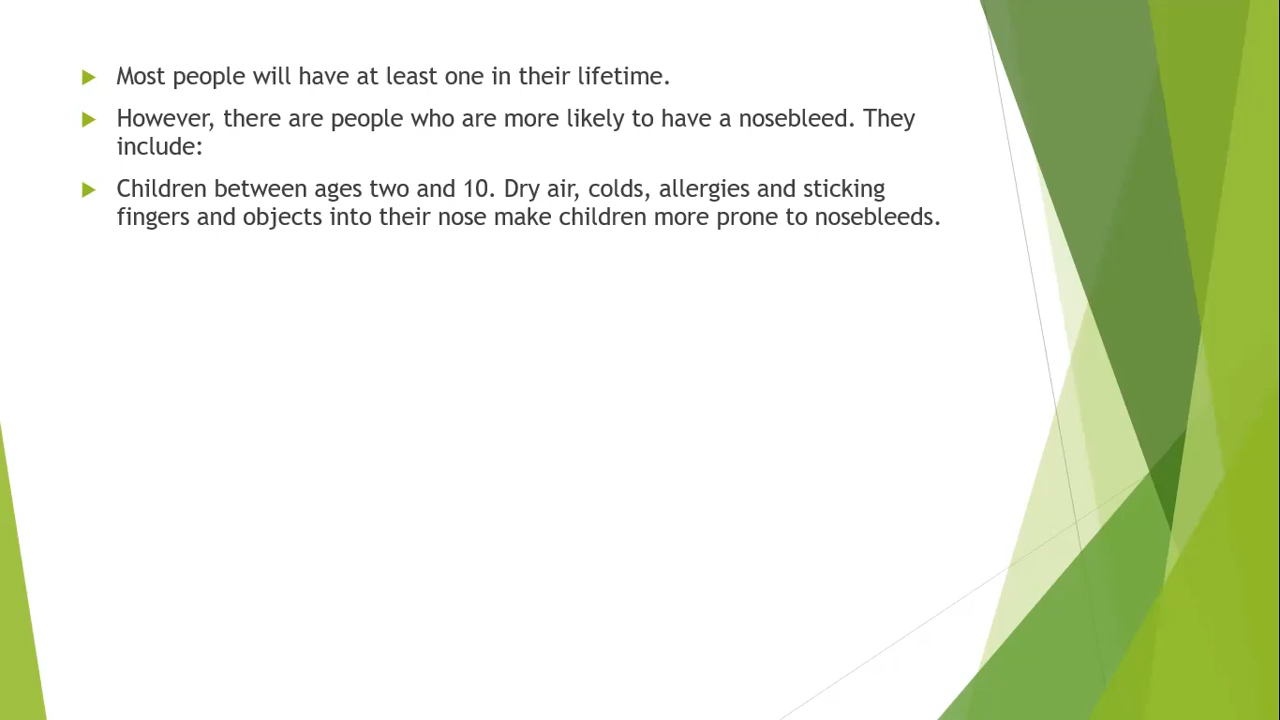 Most people will have at least one in their lifetime.
However, there are people who are more likely to have a nosebleed. They
include:
Children between ages two and 10. Dry air, colds, allergies and sticking
fingers and objects into their nose make children more prone to nosebleeds.